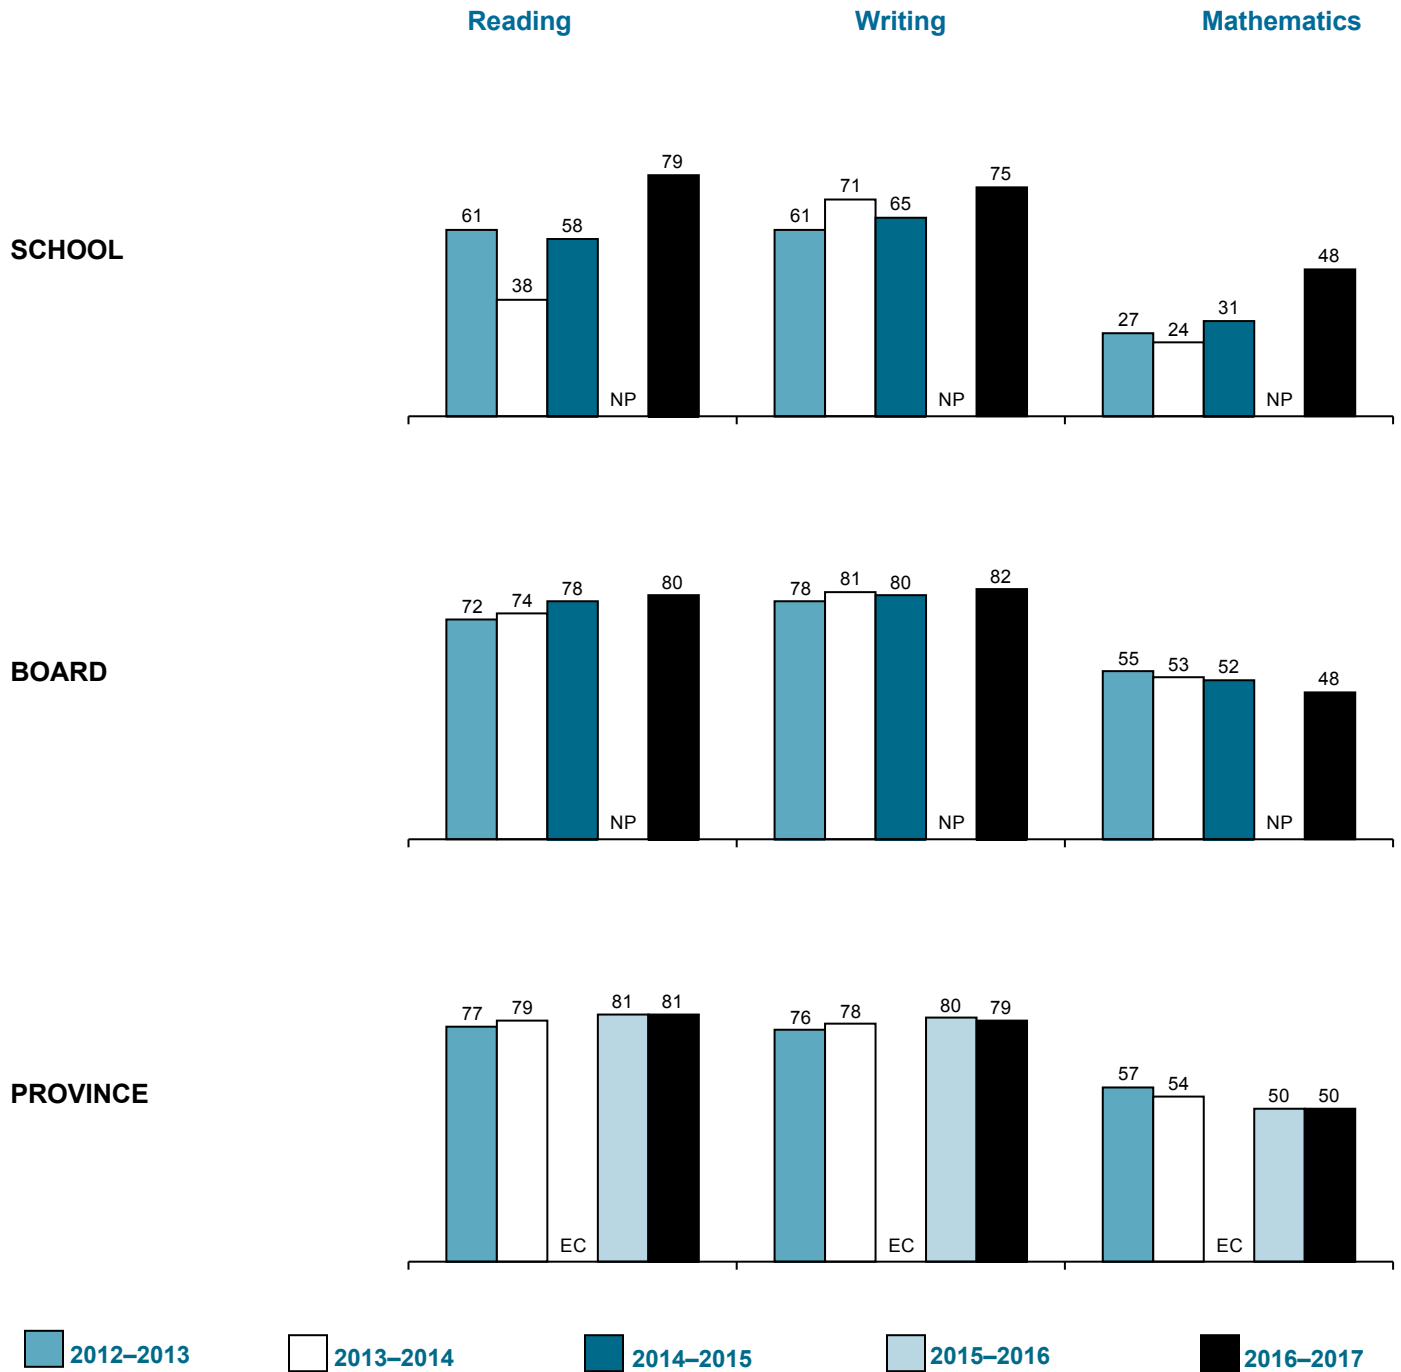 Reading Writing Mathematics
SCHOOL
61 38 58 NP 79 61 71 65 NP 75 27 24 31 NP 48
BOARD
72 74 78 NP 80 78 81 80 NP 82 55 53 52 NP 48
PROVINCE
77 79 EC 81 81 76 78 EC 80 79 57 54 EC 50 50
2012–2013 2013–2014 2014–2015 2015–2016 2016–2017